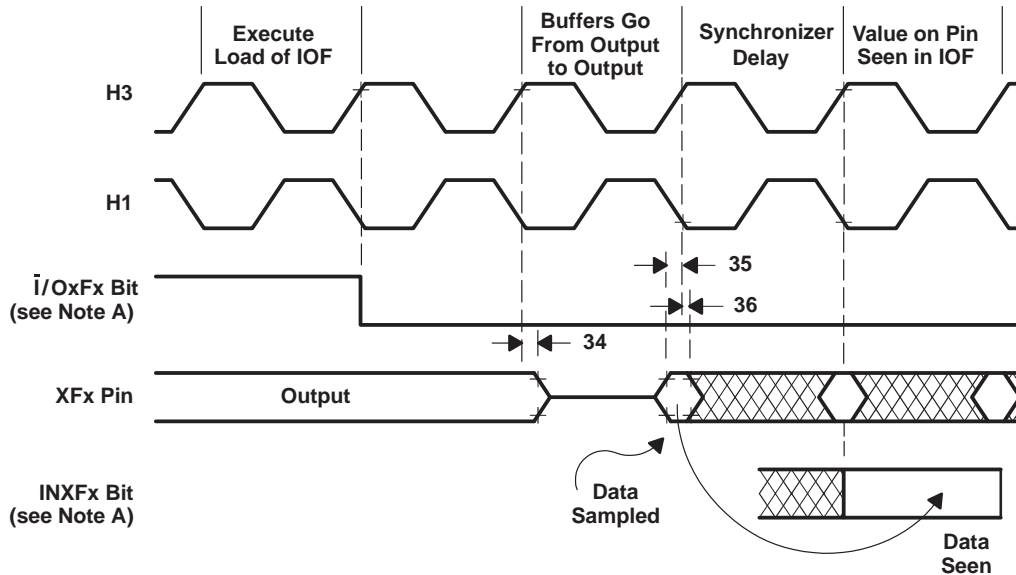 Execute
Load of IOF
Buffers Go
From Output
to Output
Synchronizer
Delay
Value on Pin
Seen in IOF
H3
H1
Ī/OxFx Bit
(see Note A)
35
36
34
XFx Pin
Output
INXFx Bit
(see Note A)
Data
Sampled
Data
Seen